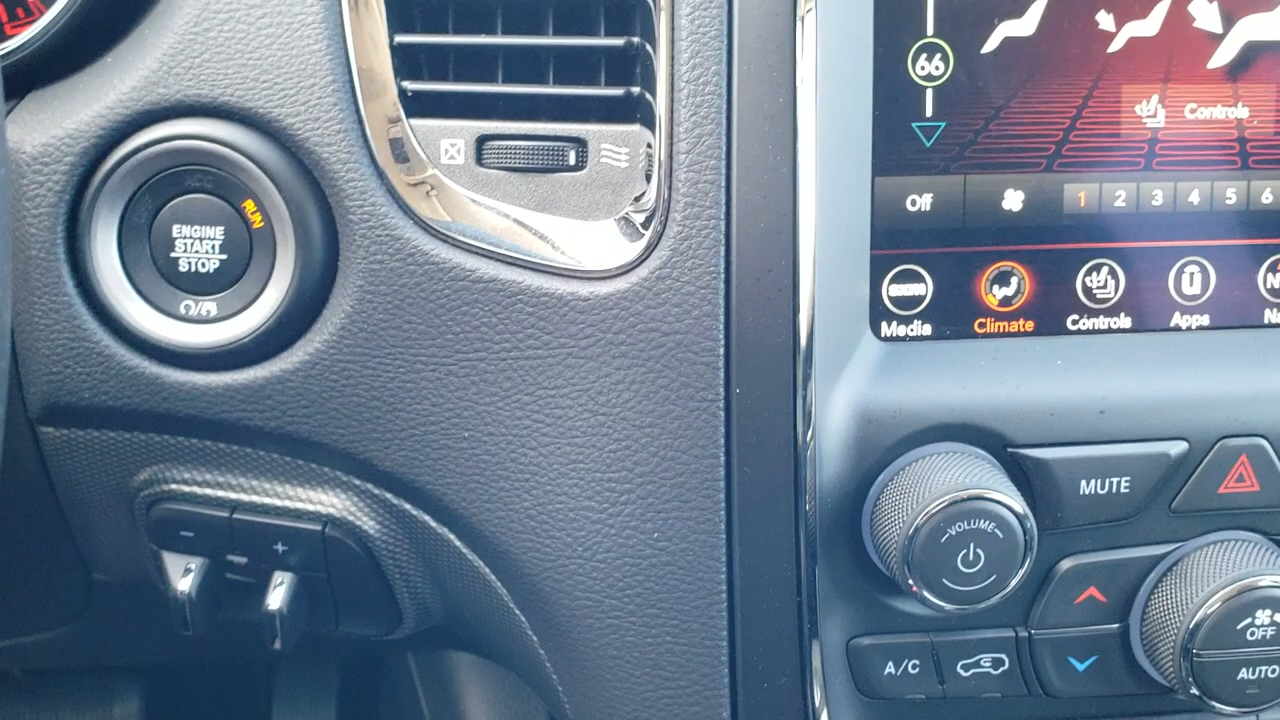 RUN
ENGINE
START
STOP
-
+
66
Controls
Off
1 2 3 4 5 6
Media
Climate
Controls
Apps
MUTE
VOLUME
A/C
OFF
AUTO